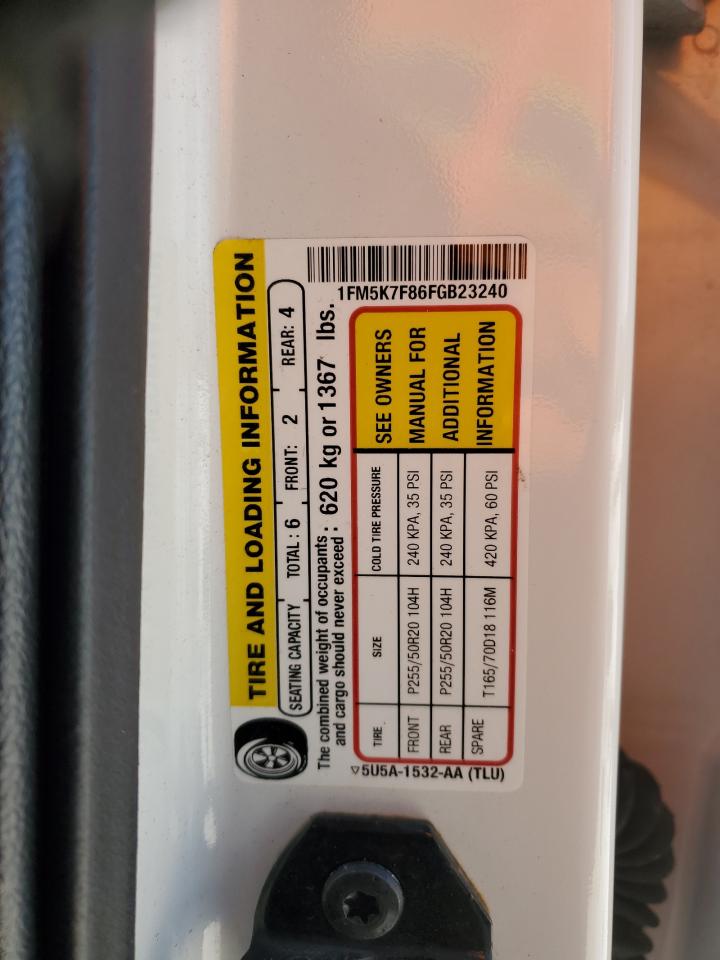 TIRE AND LOADING INFORMATION
SEATING CAPACITY TOTAL: 6 FRONT: 2 REAR: 4
The combined weight of occupants : 620 kg or 1367 lbs.
and cargo should never exceed :
1FM5K7F86FGB23240
TIRE SIZE COLD TIRE PRESSURE
FRONT P255/50R20 104H 240 KPA, 35 PSI
REAR P255/50R20 104H 240 KPA, 35 PSI
SPARE T165/70D18 116M 420 KPA, 60 PSI
SEE OWNERS
MANUAL FOR
ADDITIONAL
INFORMATION
▽5U5A-1532-AA (TLU)